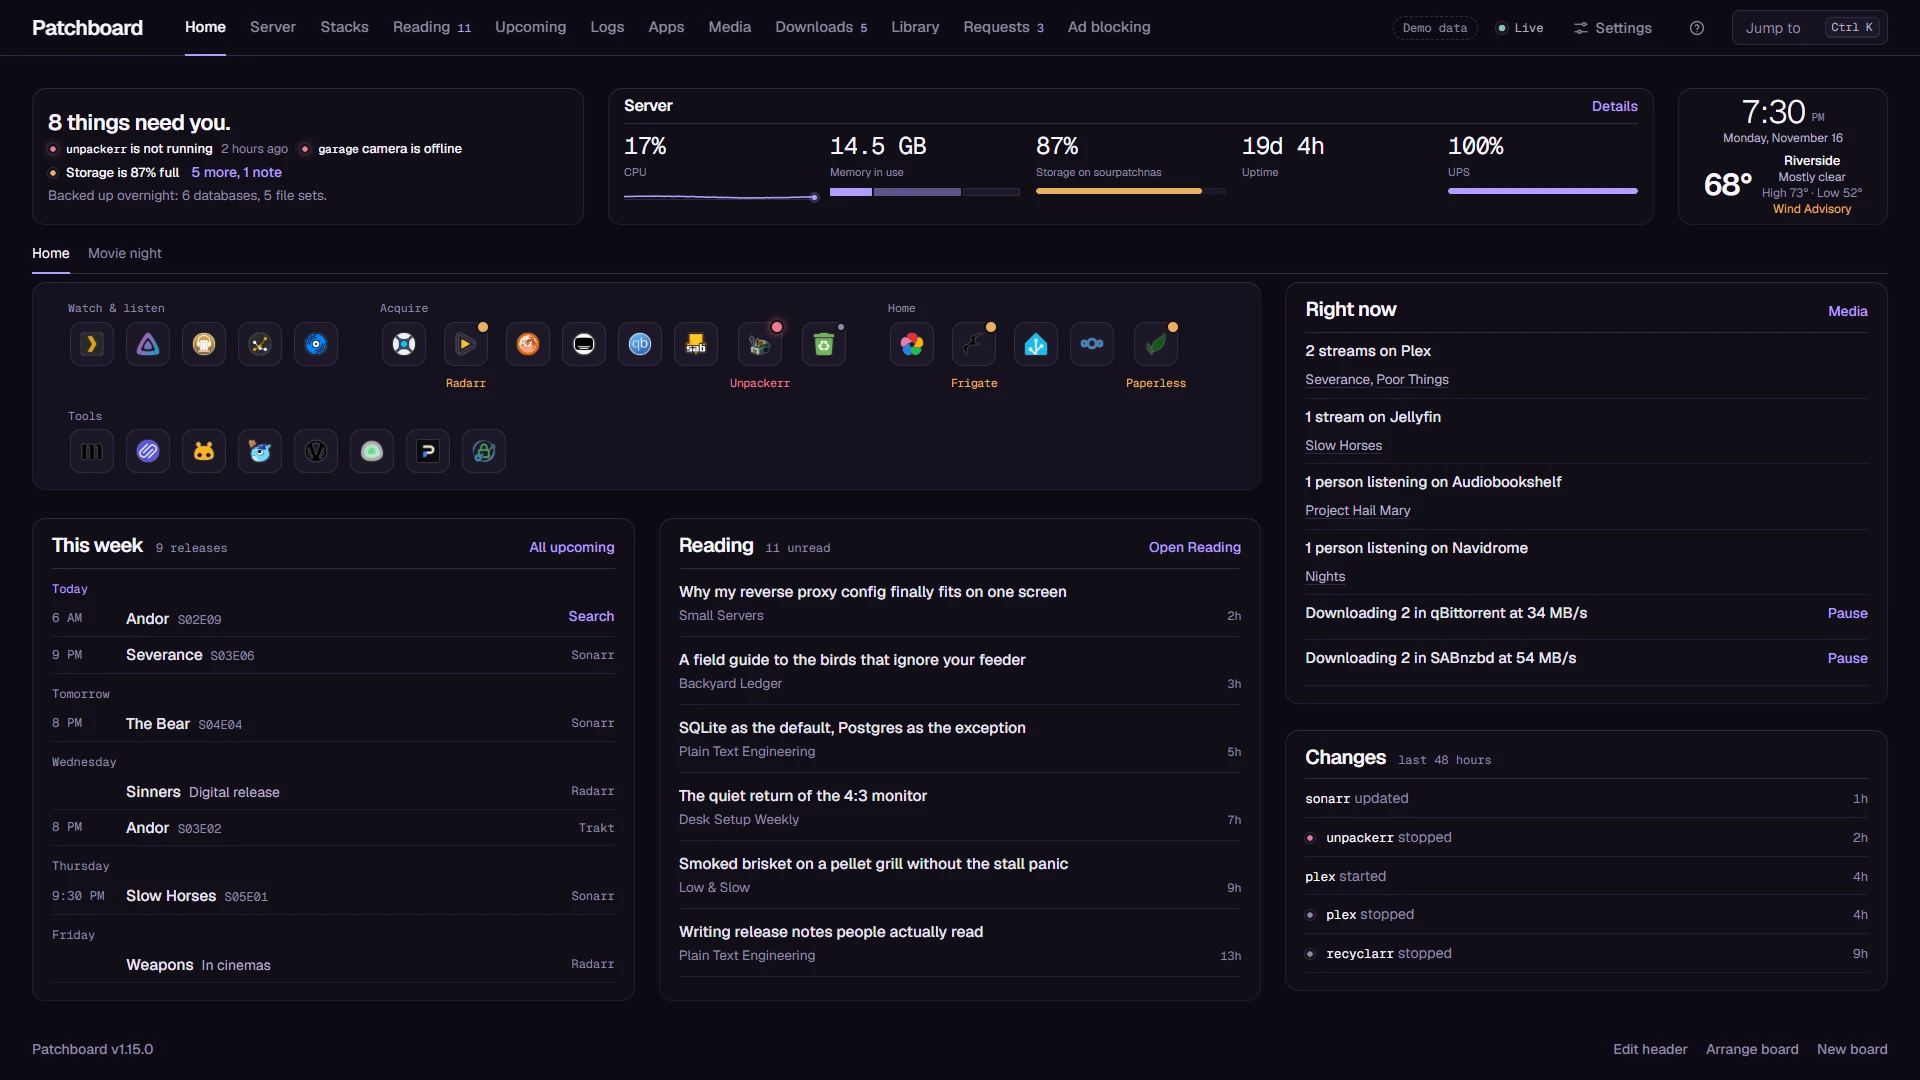 Patchboard
Home
Server
Stacks
Reading 11
Upcoming
Logs
Apps
Media
Downloads 5
Library
Requests 3
Ad blocking
Demo data
Live
Settings
Jump to Ctrl K
8 things need you.
unpackerr is not running 2 hours ago garage camera is offline
Storage is 87% full 5 more, 1 note
Backed up overnight: 6 databases, 5 file sets.
Server Details
17%
CPU
14.5 GB
Memory in use
87%
Storage on sourpatchnas
19d 4h
Uptime
100%
UPS
7:30 PM
Monday, November 16
68°
Riverside
Mostly clear
High 73° · Low 52°
Wind Advisory
Home Movie night
Watch & listen
Acquire
Radarr
sab
qb
Unpackerr
Home
Frigate
Paperless
Tools
This week 9 releases All upcoming
Today
6 AM Andor S02E09 Search
9 PM Severance S03E06 Sonarr
Tomorrow
8 PM The Bear S04E04 Sonarr
Wednesday
Sinners Digital release Radarr
8 PM Andor S03E02 Trakt
Thursday
9:30 PM Slow Horses S05E01 Sonarr
Friday
Weapons In cinemas Radarr
Reading 11 unread Open Reading
Why my reverse proxy config finally fits on one screen
Small Servers 2h
A field guide to the birds that ignore your feeder
Backyard Ledger 3h
SQLite as the default, Postgres as the exception
Plain Text Engineering 5h
The quiet return of the 4:3 monitor
Desk Setup Weekly 7h
Smoked brisket on a pellet grill without the stall panic
Low & Slow 9h
Writing release notes people actually read
Plain Text Engineering 13h
Right now Media
2 streams on Plex
Severance, Poor Things
1 stream on Jellyfin
Slow Horses
1 person listening on Audiobookshelf
Project Hail Mary
1 person listening on Navidrome
Nights
Downloading 2 in qBittorrent at 34 MB/s Pause
Downloading 2 in SABnzbd at 54 MB/s Pause
Changes last 48 hours
sonarr updated 1h
unpackerr stopped 2h
plex started 4h
plex stopped 4h
recyclarr stopped 9h
Patchboard v1.15.0
Edit header Arrange board New board